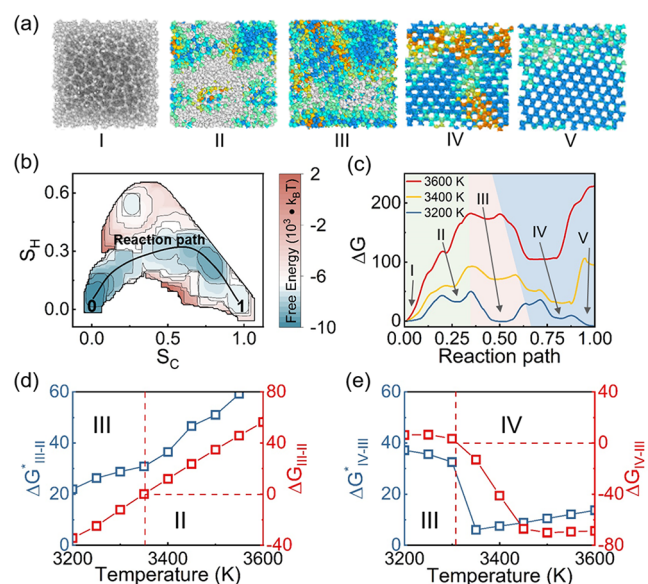 (a)
I II III IV V
(b)
0.6
0.3
0.0
S_H
Reaction path
0 1
0.0 0.5 1.0
S_C
2
-2
-6
-10
Free Energy (10³ • k_BT)
(c)
3600 K
3400 K
3200 K
200
100
0
ΔG
I II III IV V
0.00 0.25 0.50 0.75 1.00
Reaction path
(d)
60
40
20
0
ΔG*_III-II
III
II
80
40
0
-40
ΔG_III-II
3200 3400 3600
Temperature (K)
(e)
60
40
20
0
ΔG*_IV-III
IV
III
40
0
-40
-80
ΔG_IV-III
3200 3400 3600
Temperature (K)